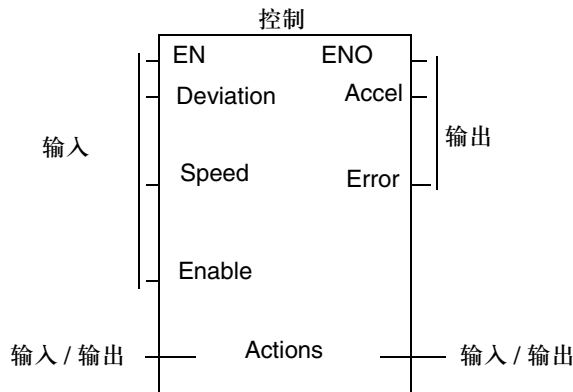 控制
EN ENO
Deviation Accel
输入 输出
Speed Error
Enable
输入 / 输出 Actions 输入 / 输出